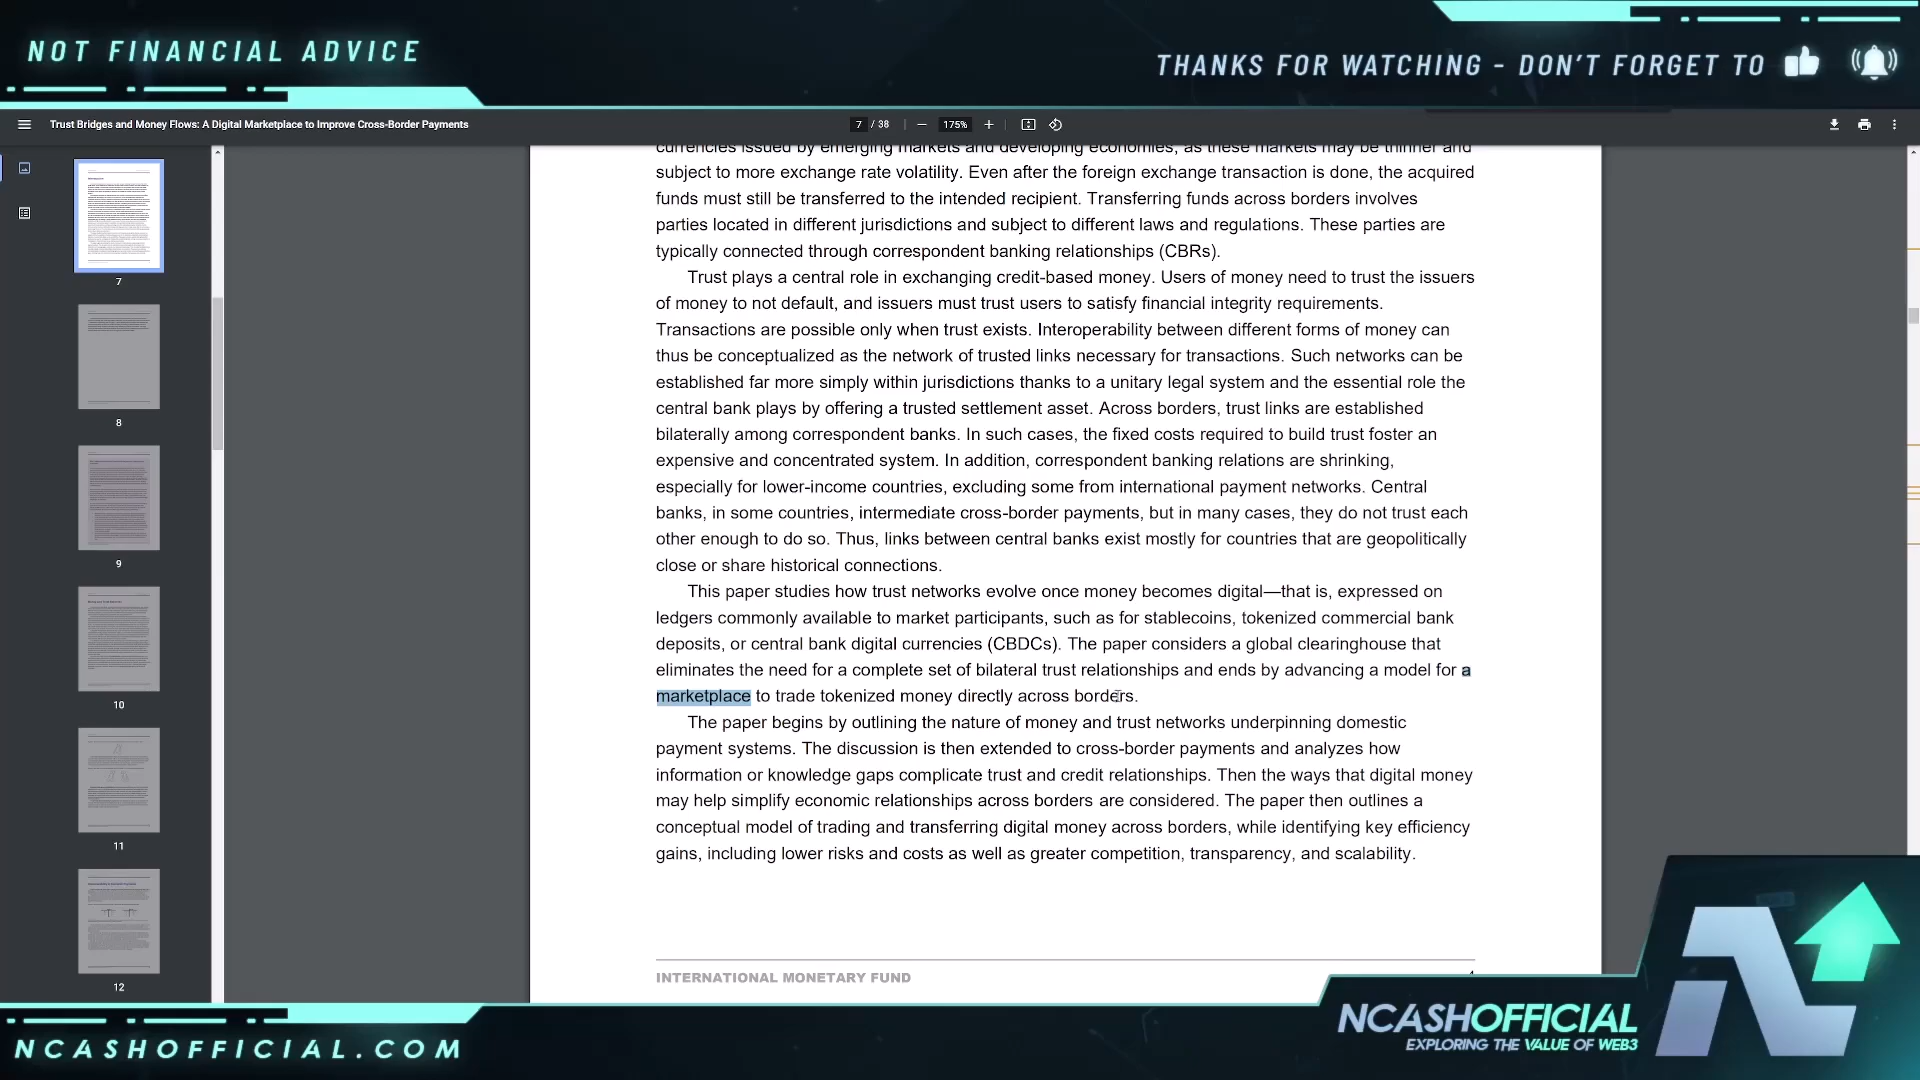 NOT FINANCIAL ADVICE
THANKS FOR WATCHING - DON'T FORGET TO
Trust Bridges and Money Flows: A Digital Marketplace to Improve Cross-Border Payments
7 / 38
175%
7
8
9
10
11
12
currencies issued by emerging markets and developing economies, as these markets may be thinner and
subject to more exchange rate volatility. Even after the foreign exchange transaction is done, the acquired
funds must still be transferred to the intended recipient. Transferring funds across borders involves
parties located in different jurisdictions and subject to different laws and regulations. These parties are
typically connected through correspondent banking relationships (CBRs).
Trust plays a central role in exchanging credit-based money. Users of money need to trust the issuers
of money to not default, and issuers must trust users to satisfy financial integrity requirements.
Transactions are possible only when trust exists. Interoperability between different forms of money can
thus be conceptualized as the network of trusted links necessary for transactions. Such networks can be
established far more simply within jurisdictions thanks to a unitary legal system and the essential role the
central bank plays by offering a trusted settlement asset. Across borders, trust links are established
bilaterally among correspondent banks. In such cases, the fixed costs required to build trust foster an
expensive and concentrated system. In addition, correspondent banking relations are shrinking,
especially for lower-income countries, excluding some from international payment networks. Central
banks, in some countries, intermediate cross-border payments, but in many cases, they do not trust each
other enough to do so. Thus, links between central banks exist mostly for countries that are geopolitically
close or share historical connections.
This paper studies how trust networks evolve once money becomes digital—that is, expressed on
ledgers commonly available to market participants, such as for stablecoins, tokenized commercial bank
deposits, or central bank digital currencies (CBDCs). The paper considers a global clearinghouse that
eliminates the need for a complete set of bilateral trust relationships and ends by advancing a model for a
marketplace to trade tokenized money directly across borders.
The paper begins by outlining the nature of money and trust networks underpinning domestic
payment systems. The discussion is then extended to cross-border payments and analyzes how
information or knowledge gaps complicate trust and credit relationships. Then the ways that digital money
may help simplify economic relationships across borders are considered. The paper then outlines a
conceptual model of trading and transferring digital money across borders, while identifying key efficiency
gains, including lower risks and costs as well as greater competition, transparency, and scalability.
INTERNATIONAL MONETARY FUND
NCASHOFFICIAL
EXPLORING THE VALUE OF WEB3
NCASHOFFICIAL.COM